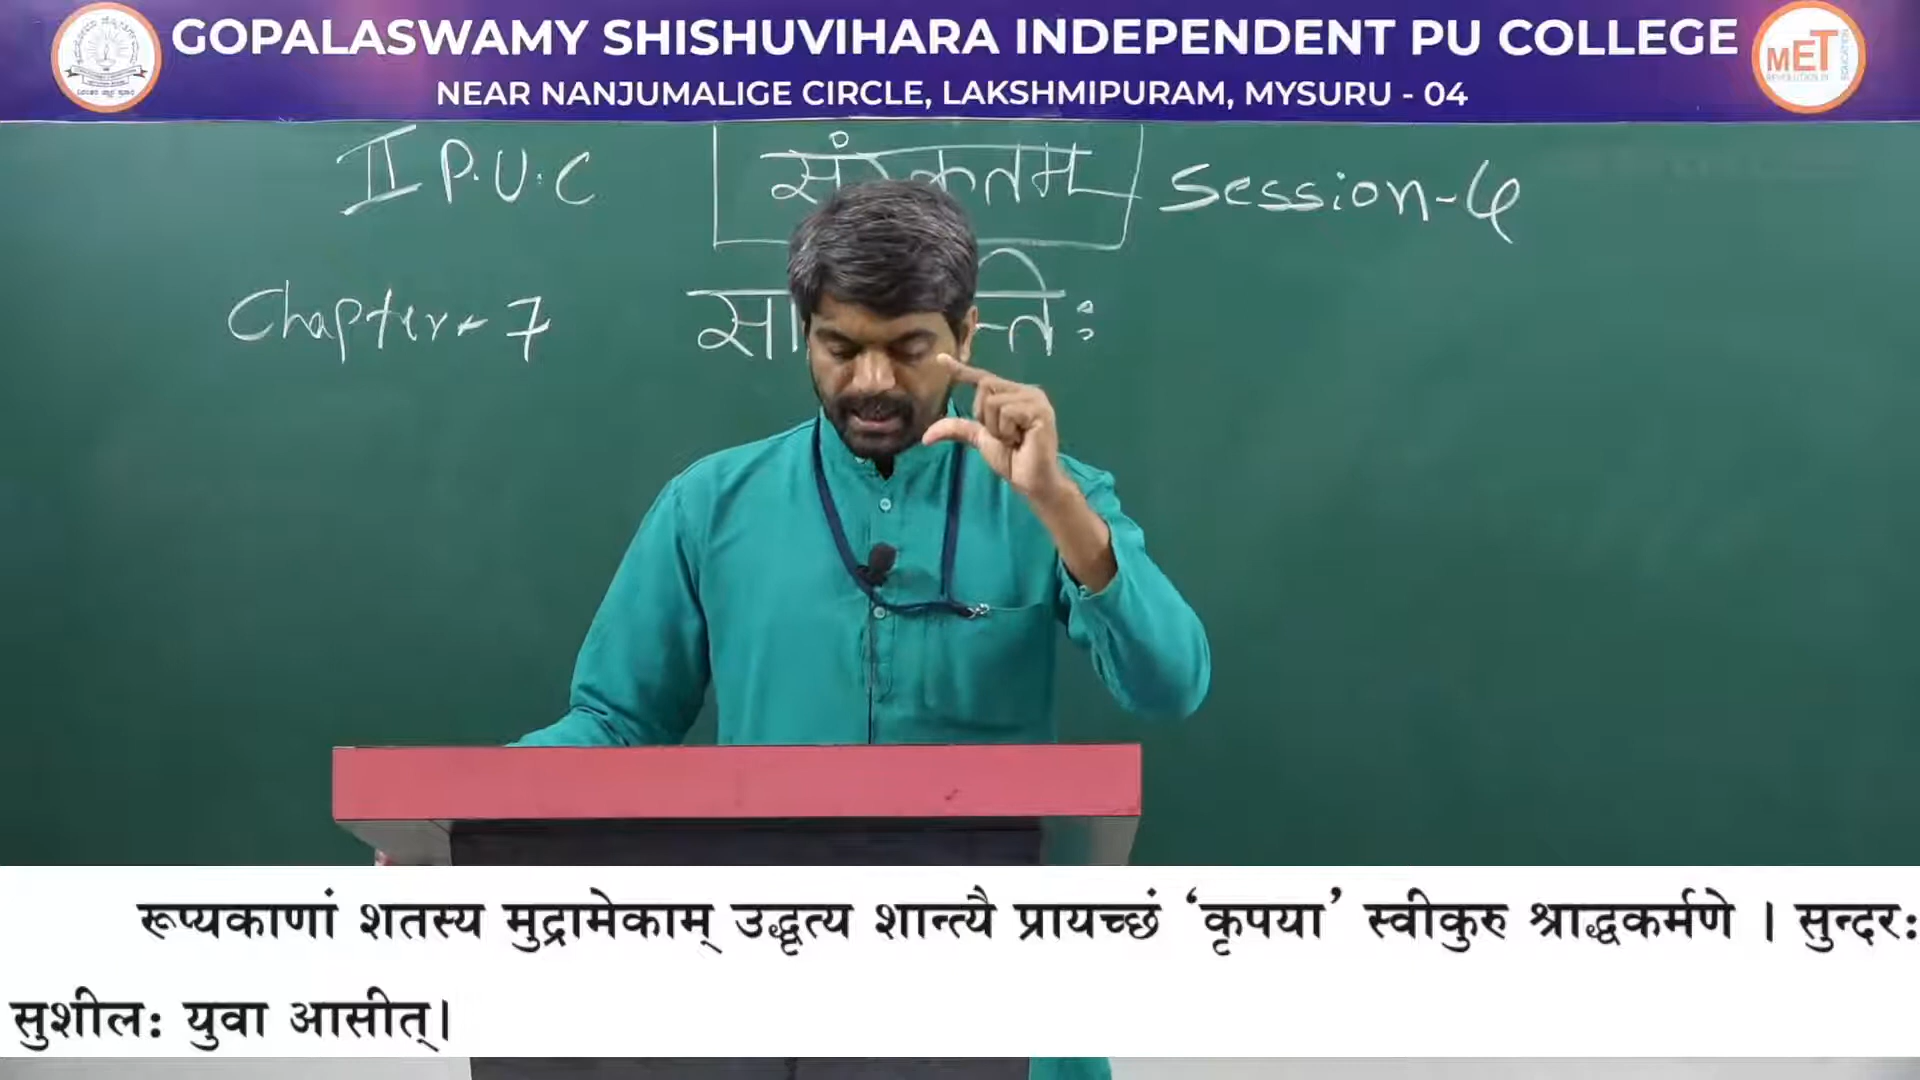 GOPALASWAMY SHISHUVIHARA INDEPENDENT PU COLLEGE
NEAR NANJUMALIGE CIRCLE, LAKSHMIPURAM, MYSURU - 04
MET
II P.U.C
Session-6
Chapter-7
रूप्यकाणां शतस्य मुद्रामेकाम् उद्धृत्य शान्त्यै प्रायच्छं ‘कृपया’ स्वीकुरु श्राद्धकर्मणे । सुन्दरः
सुशीलः युवा आसीत्।